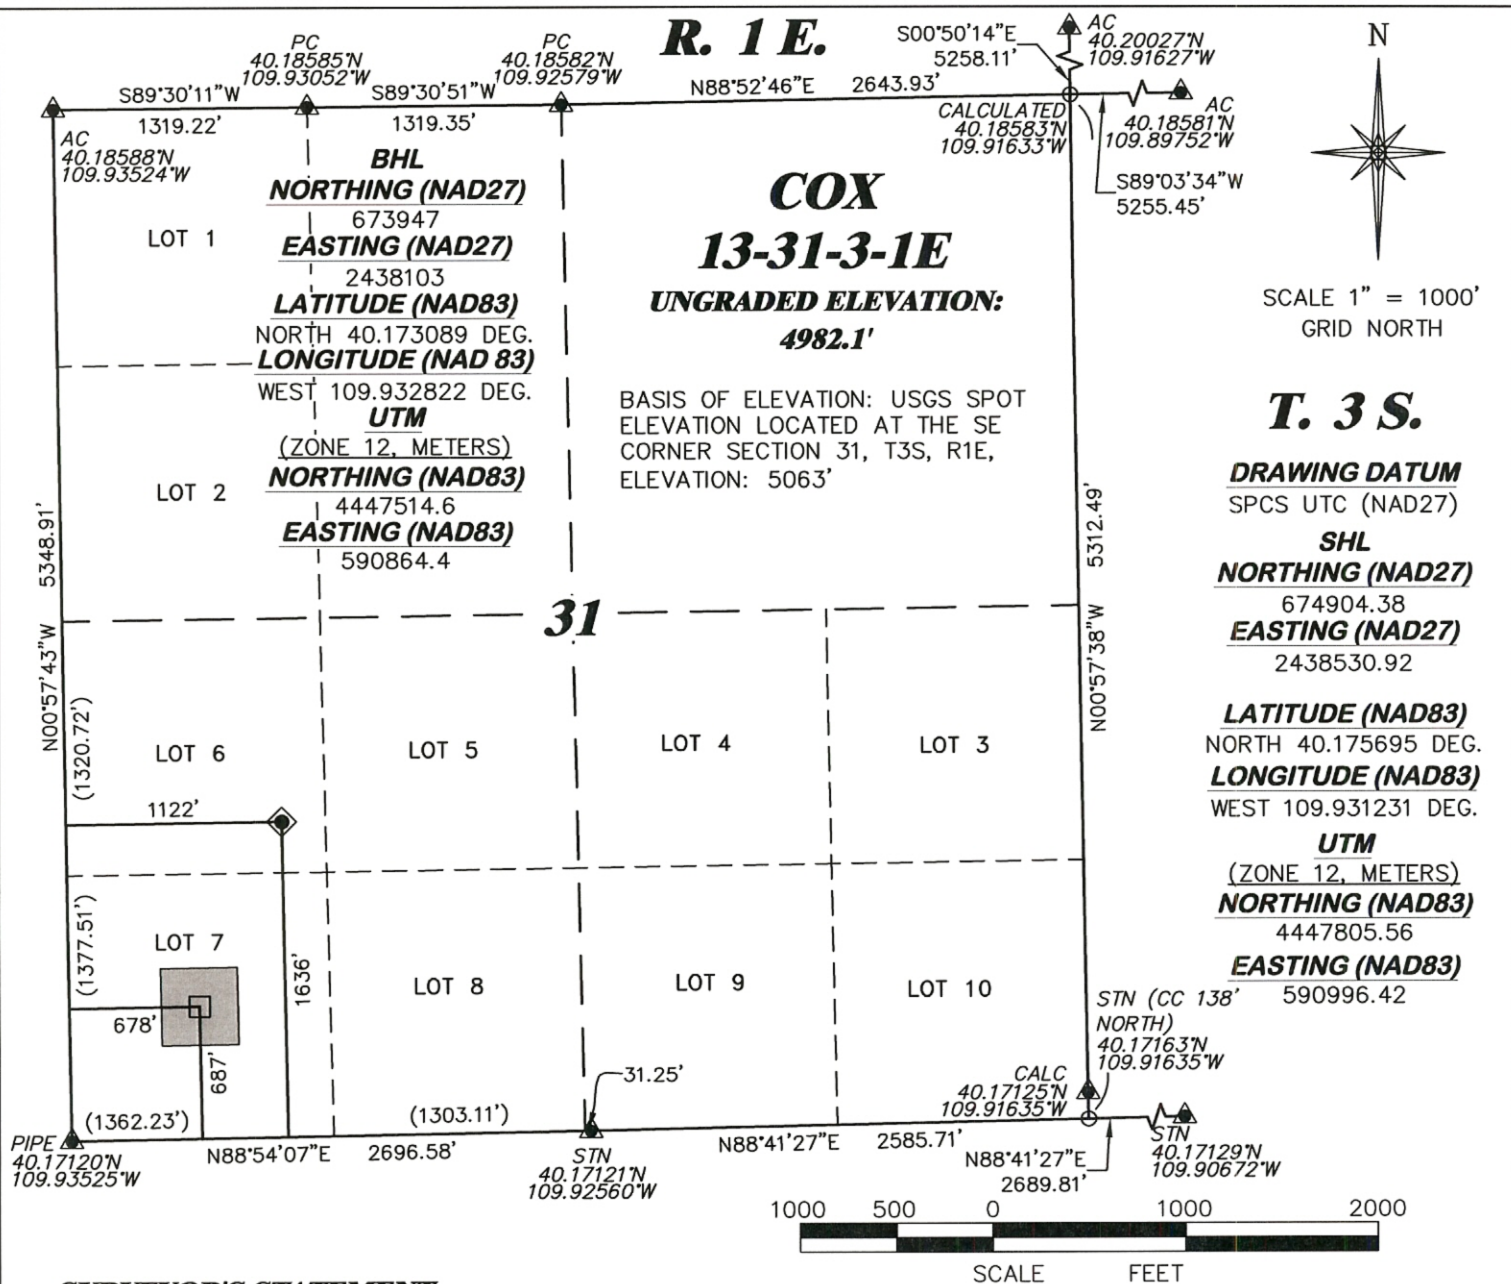 R. 1 E.
S00°50'14"E
5258.11'
AC
40.20027°N
109.91627°W
N
PC
40.18585°N
109.93052°W
PC
40.18582°N
109.92579°W
S89°30'11"W
1319.22'
S89°30'51"W
1319.35'
N88°52'46"E 2643.93'
CALCULATED
40.18583°N
109.91633°W
AC
40.18581°N
109.89752°W
S89°03'34"W
5255.45'
AC
40.18588°N
109.93524°W
LOT 1
BHL
NORTHING (NAD27)
673947
EASTING (NAD27)
2438103
LATITUDE (NAD83)
NORTH 40.173089 DEG.
LONGITUDE (NAD 83)
WEST 109.932822 DEG.
UTM
(ZONE 12, METERS)
NORTHING (NAD83)
4447514.6
EASTING (NAD83)
590864.4
COX
13-31-3-1E
UNGRADED ELEVATION:
4982.1'
BASIS OF ELEVATION: USGS SPOT
ELEVATION LOCATED AT THE SE
CORNER SECTION 31, T3S, R1E,
ELEVATION: 5063'
SCALE 1" = 1000'
GRID NORTH
T. 3 S.
DRAWING DATUM
SPCS UTC (NAD27)
SHL
NORTHING (NAD27)
674904.38
EASTING (NAD27)
2438530.92
LATITUDE (NAD83)
NORTH 40.175695 DEG.
LONGITUDE (NAD83)
WEST 109.931231 DEG.
UTM
(ZONE 12, METERS)
NORTHING (NAD83)
4447805.56
EASTING (NAD83)
590996.42
LOT 2
N00°57'43"W 5348.91'
N00°57'38"W 5312.49'
31
(1320.72')
LOT 6
LOT 5
LOT 4
LOT 3
1122'
(1377.51')
LOT 7
1636'
LOT 8
LOT 9
LOT 10
678'
687'
STN (CC 138'
NORTH)
40.17163°N
109.91635°W
CALC
40.17125°N
109.91635°W
31.25'
(1362.23')
(1303.11')
PIPE
40.17120°N
109.93525°W
N88°54'07"E 2696.58'
STN
40.17121°N
109.92560°W
N88°41'27"E 2585.71'
N88°41'27"E
2689.81'
STN
40.17129°N
109.90672°W
1000 500 0 1000 2000
SCALE FEET